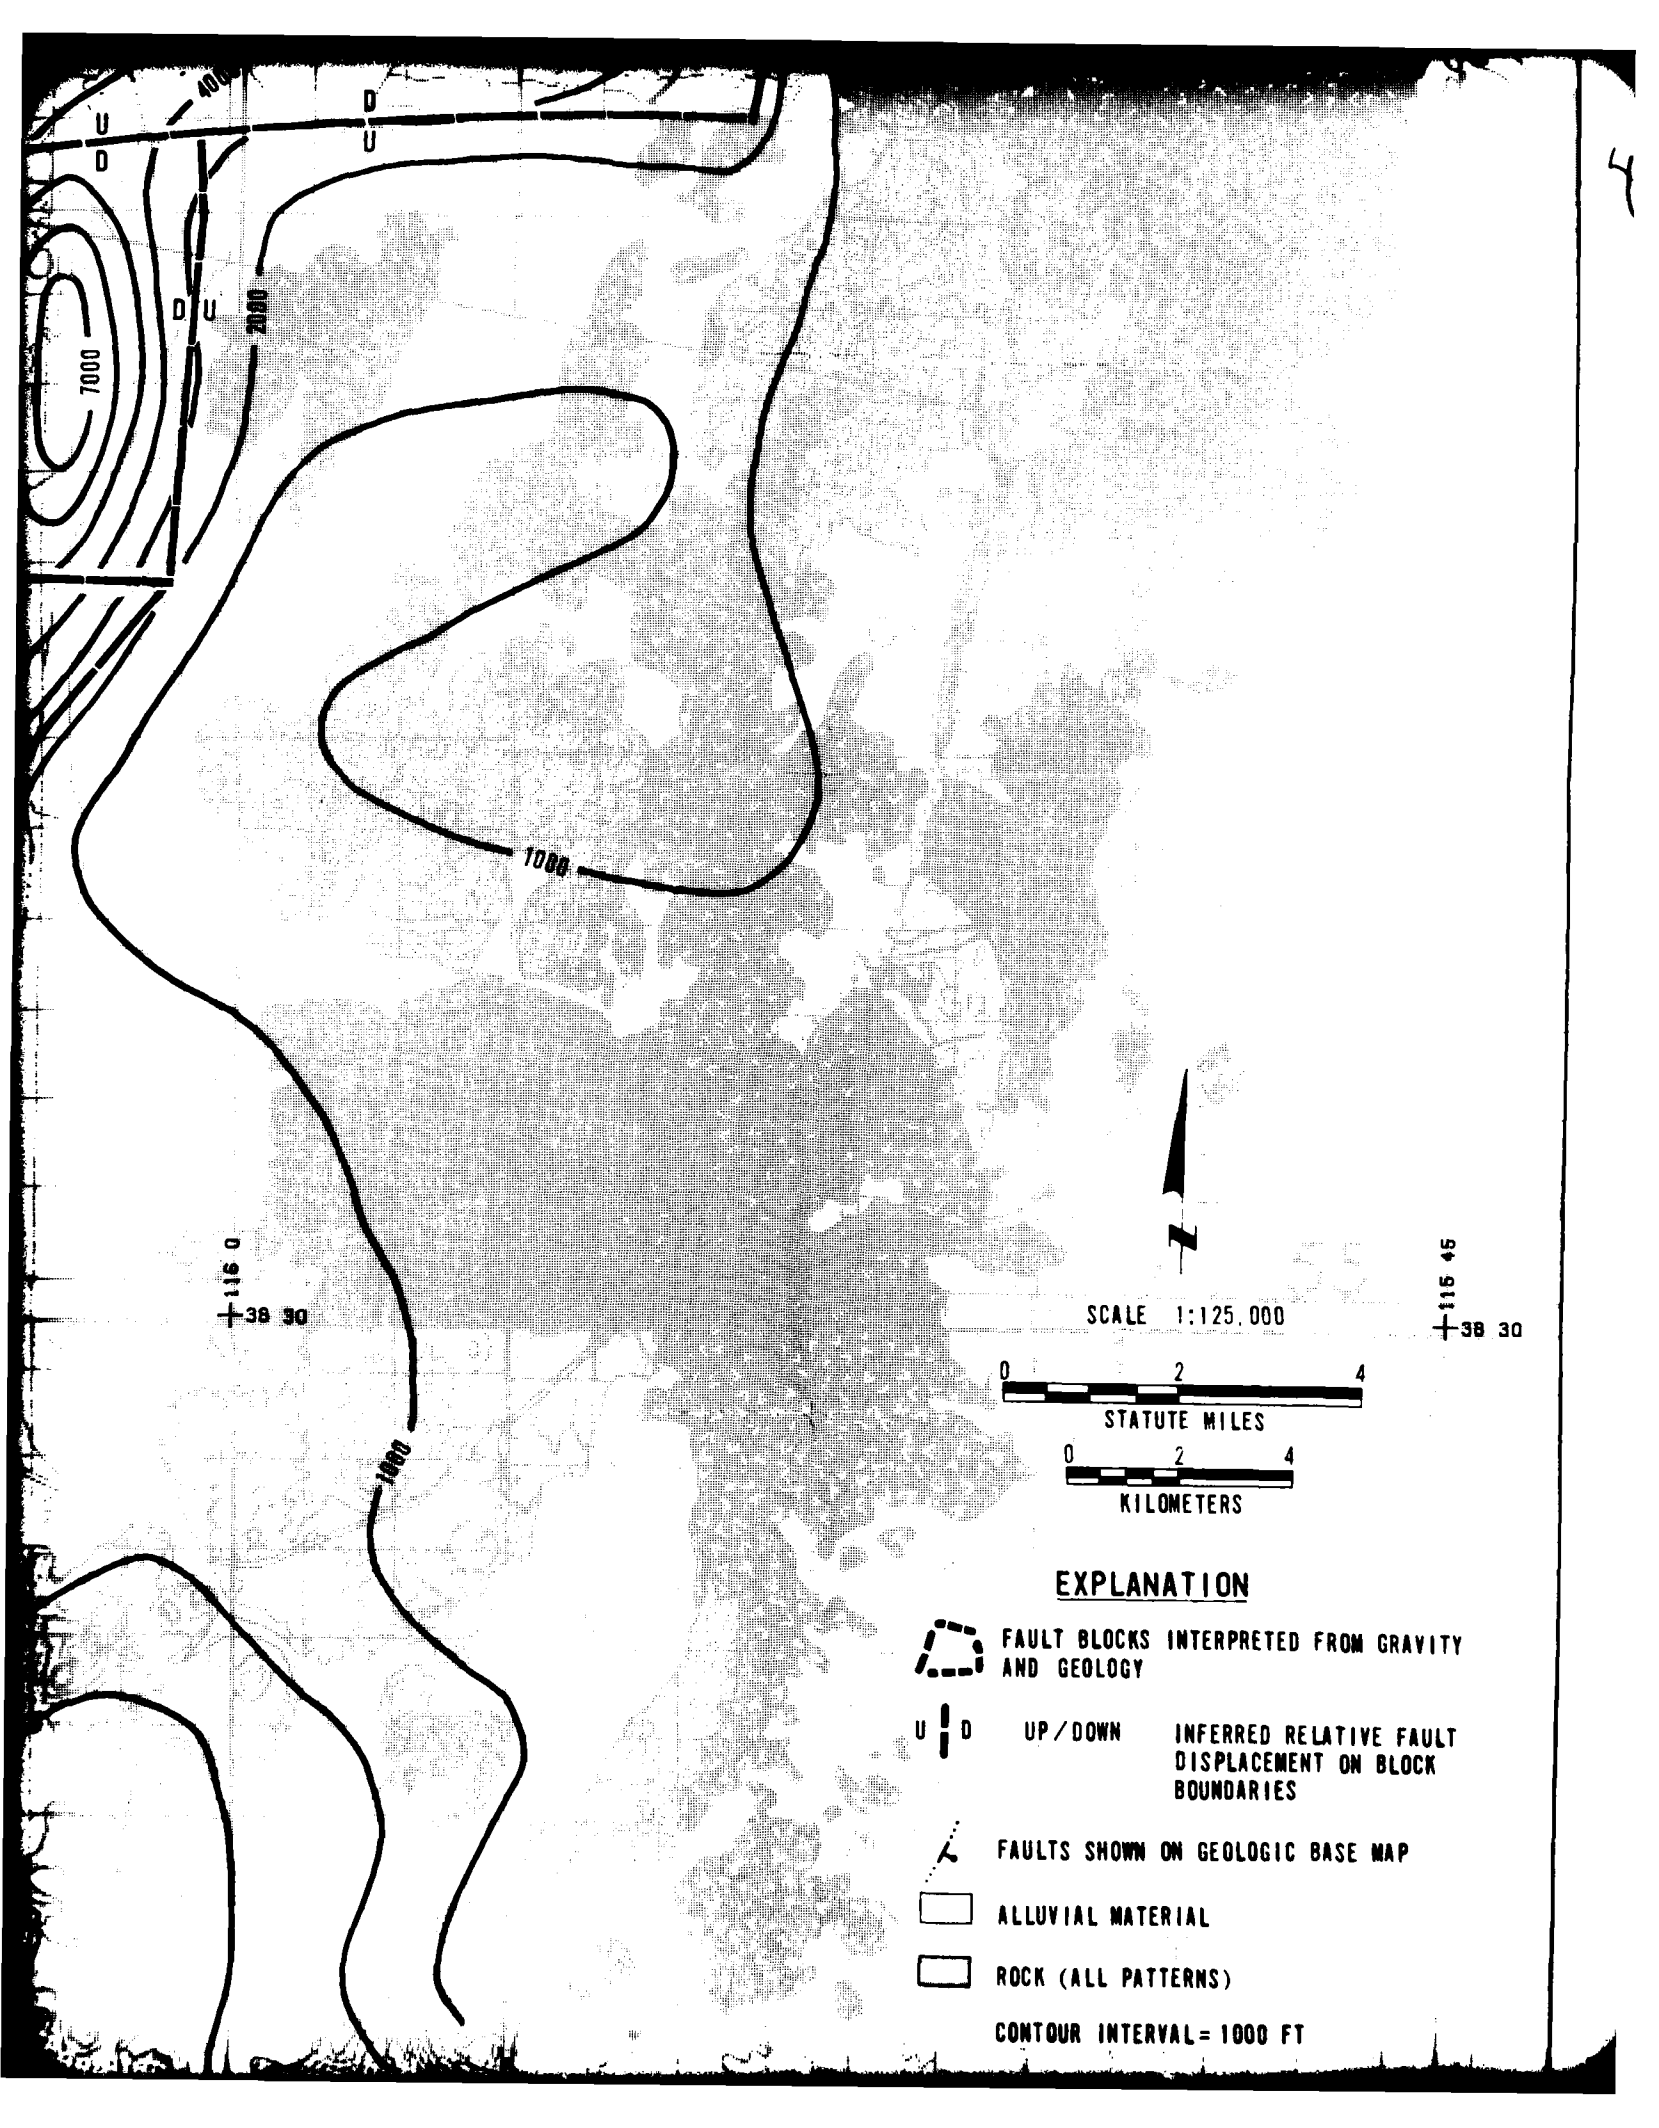 400
D
U
U
D
4
D U
2000
7000
1000
116 0
38 30
115 45
38 30
SCALE 1:125,000
0 2 4
STATUTE MILES
0 2 4
KILOMETERS
1000
EXPLANATION
FAULT BLOCKS INTERPRETED FROM GRAVITY
AND GEOLOGY
U D UP/DOWN INFERRED RELATIVE FAULT
DISPLACEMENT ON BLOCK
BOUNDARIES
FAULTS SHOWN ON GEOLOGIC BASE MAP
ALLUVIAL MATERIAL
ROCK (ALL PATTERNS)
CONTOUR INTERVAL= 1000 FT